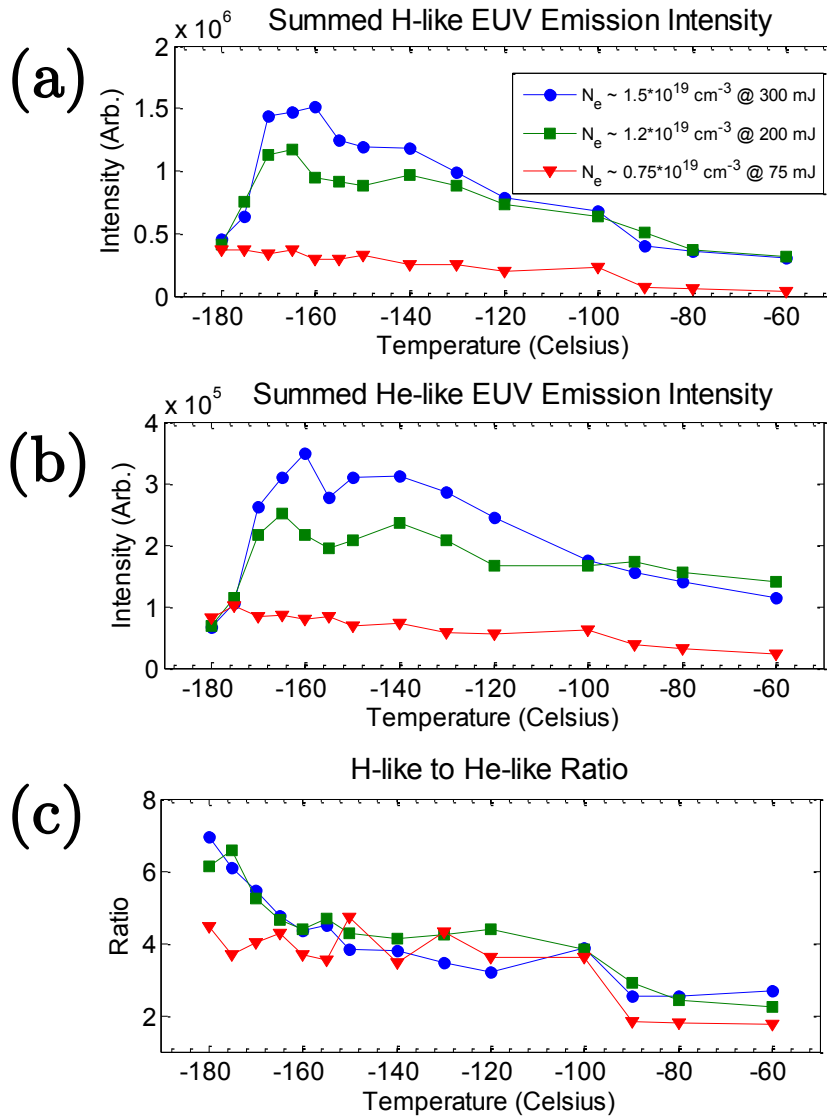 (a)
Summed H-like EUV Emission Intensity
x 10^6
2
1.5
1
0.5
0
Intensity (Arb.)
N_e ~ 1.5*10^19 cm^-3 @ 300 mJ
N_e ~ 1.2*10^19 cm^-3 @ 200 mJ
N_e ~ 0.75*10^19 cm^-3 @ 75 mJ
-180 -160 -140 -120 -100 -80 -60
Temperature (Celsius)
(b)
Summed He-like EUV Emission Intensity
x 10^5
4
3
2
1
0
Intensity (Arb.)
-180 -160 -140 -120 -100 -80 -60
Temperature (Celsius)
(c)
H-like to He-like Ratio
8
6
4
2
Ratio
-180 -160 -140 -120 -100 -80 -60
Temperature (Celsius)